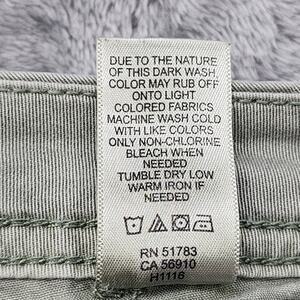 DUE TO THE NATURE
OF THIS DARK WASH,
COLOR MAY RUB OFF
ONTO LIGHT
COLORED FABRICS
MACHINE WASH COLD
WITH LIKE COLORS
ONLY NON-CHLORINE
BLEACH WHEN
NEEDED
TUMBLE DRY LOW
WARM IRON IF
NEEDED
RN 51783
CA 56910
H1116